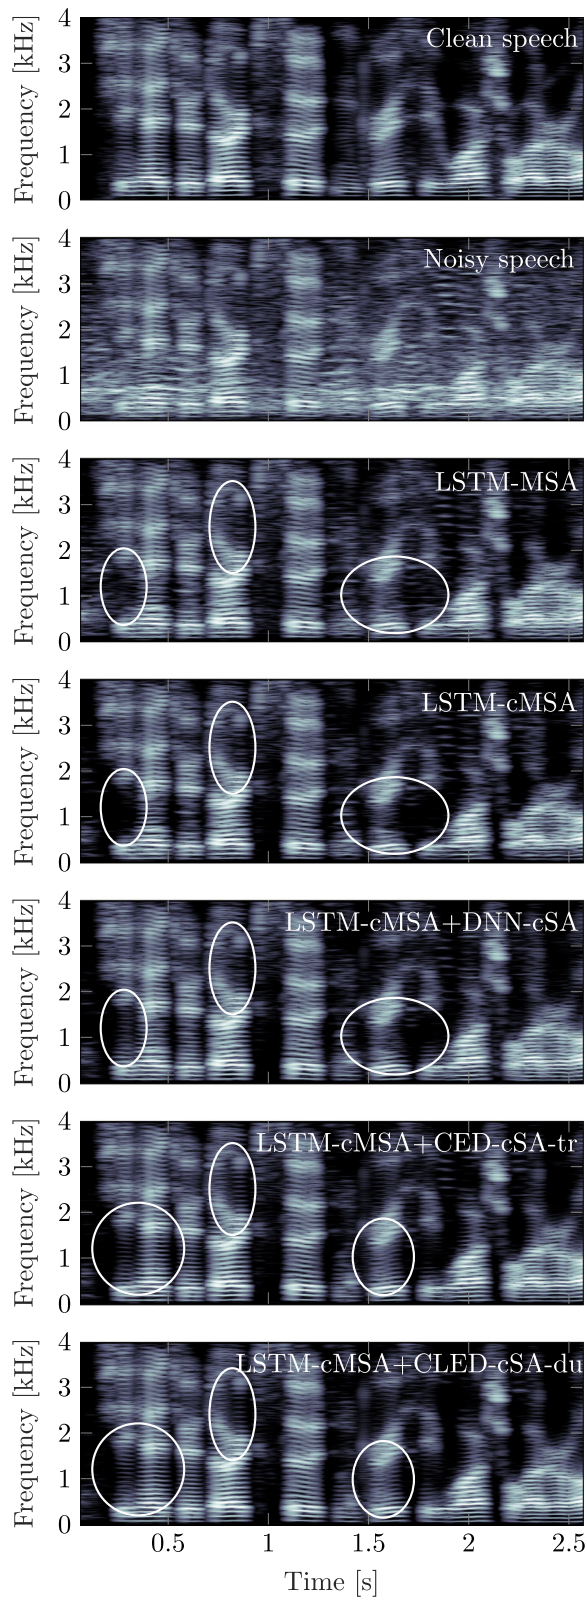 4
3
2
1
0
Frequency [kHz]
Clean speech
4
3
2
1
0
Frequency [kHz]
Noisy speech
4
3
2
1
0
Frequency [kHz]
LSTM-MSA
4
3
2
1
0
Frequency [kHz]
LSTM-cMSA
4
3
2
1
0
Frequency [kHz]
LSTM-cMSA+DNN-cSA
4
3
2
1
0
Frequency [kHz]
LSTM-cMSA+CED-cSA-tr
4
3
2
1
0
Frequency [kHz]
LSTM-cMSA+CLED-cSA-du
0.5 1 1.5 2 2.5
Time [s]